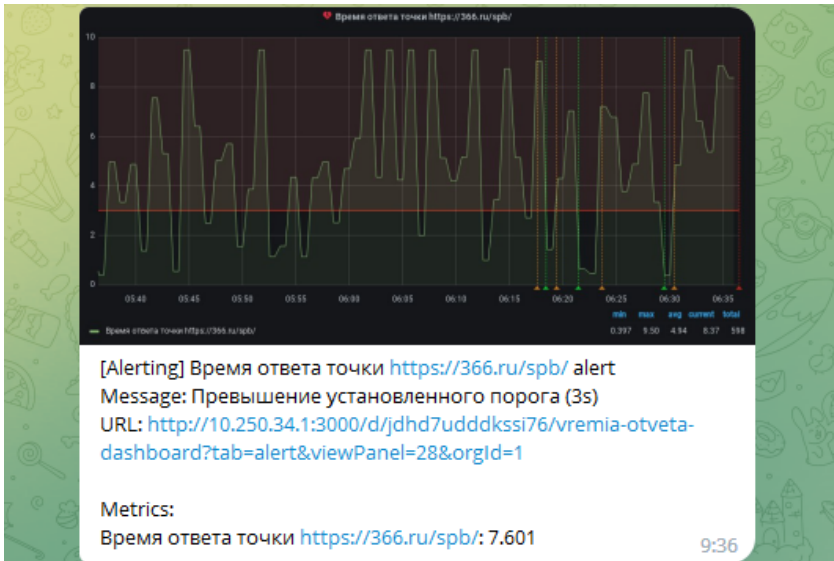 Время ответа точки https://366.ru/spb/
10
8
6
4
2
0
05:40 05:45 05:50 05:55 06:00 06:05 06:10 06:15 06:20 06:25 06:30 06:35
min max avg current total
Время ответа точки https://366.ru/spb/ 0.397 9.50 4.94 8.37 598
[Alerting] Время ответа точки https://366.ru/spb/ alert
Message: Превышение установленного порога (3s)
URL: http://10.250.34.1:3000/d/jdhd7udddkssi76/vremia-otveta-
dashboard?tab=alert&viewPanel=28&orgId=1
Metrics:
Время ответа точки https://366.ru/spb/: 7.601
9:36